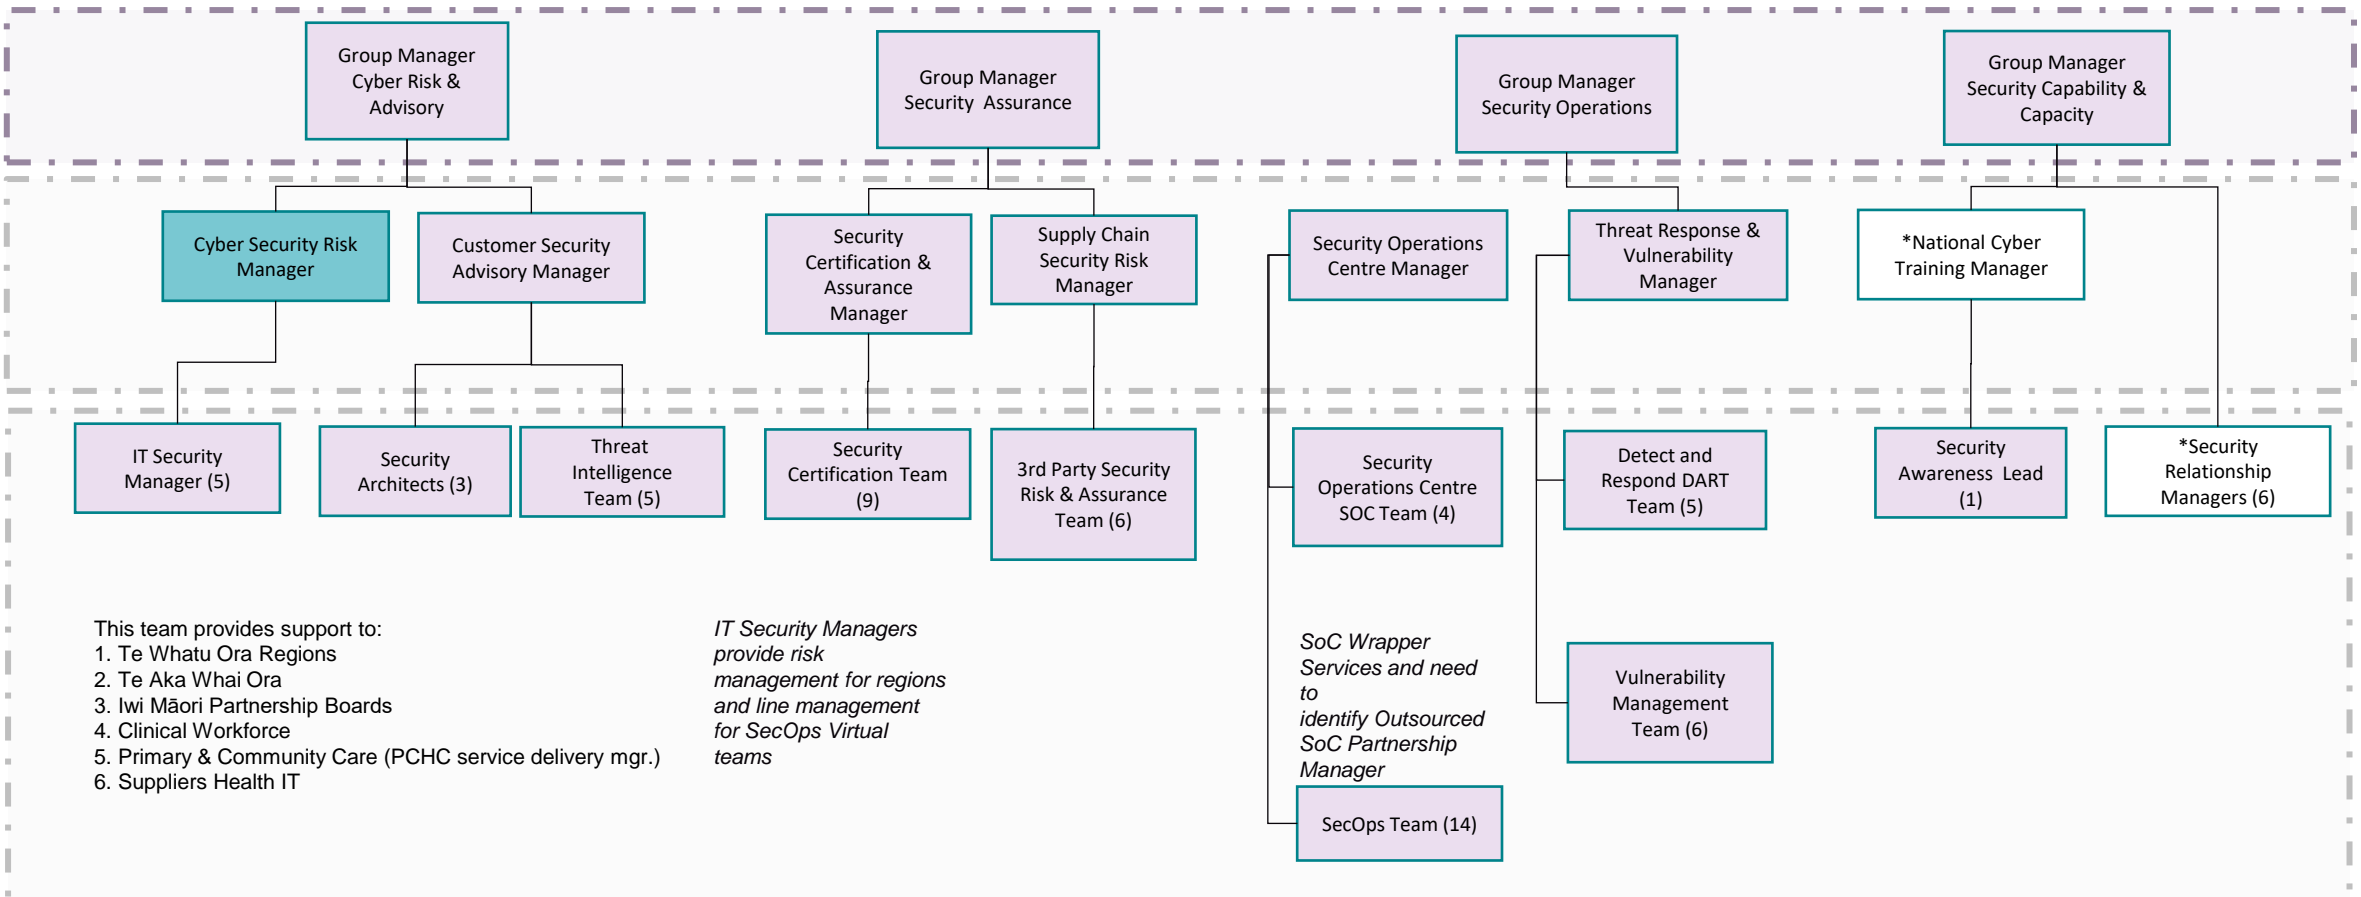 Group Manager
Cyber Risk &
Advisory
Group Manager
Security Assurance
Group Manager
Security Operations
Group Manager
Security Capability &
Capacity
Cyber Security Risk
Manager
Customer Security
Advisory Manager
Security
Certification &
Assurance
Manager
Supply Chain
Security Risk
Manager
Security Operations
Centre Manager
Threat Response &
Vulnerability
Manager
*National Cyber
Training Manager
IT Security
Manager (5)
Security
Architects (3)
Threat
Intelligence
Team (5)
Security
Certification Team
(9)
3rd Party Security
Risk & Assurance
Team (6)
Security
Operations Centre
SOC Team (4)
Detect and
Respond DART
Team (5)
Security
Awareness Lead
(1)
*Security
Relationship
Managers (6)
This team provides support to:
1. Te Whatu Ora Regions
2. Te Aka Whai Ora
3. Iwi Māori Partnership Boards
4. Clinical Workforce
5. Primary & Community Care (PCHC service delivery mgr.)
6. Suppliers Health IT
IT Security Managers
provide risk
management for regions
and line management
for SecOps Virtual
teams
SoC Wrapper
Services and need
to
identify Outsourced
SoC Partnership
Manager
Vulnerability
Management
Team (6)
SecOps Team (14)